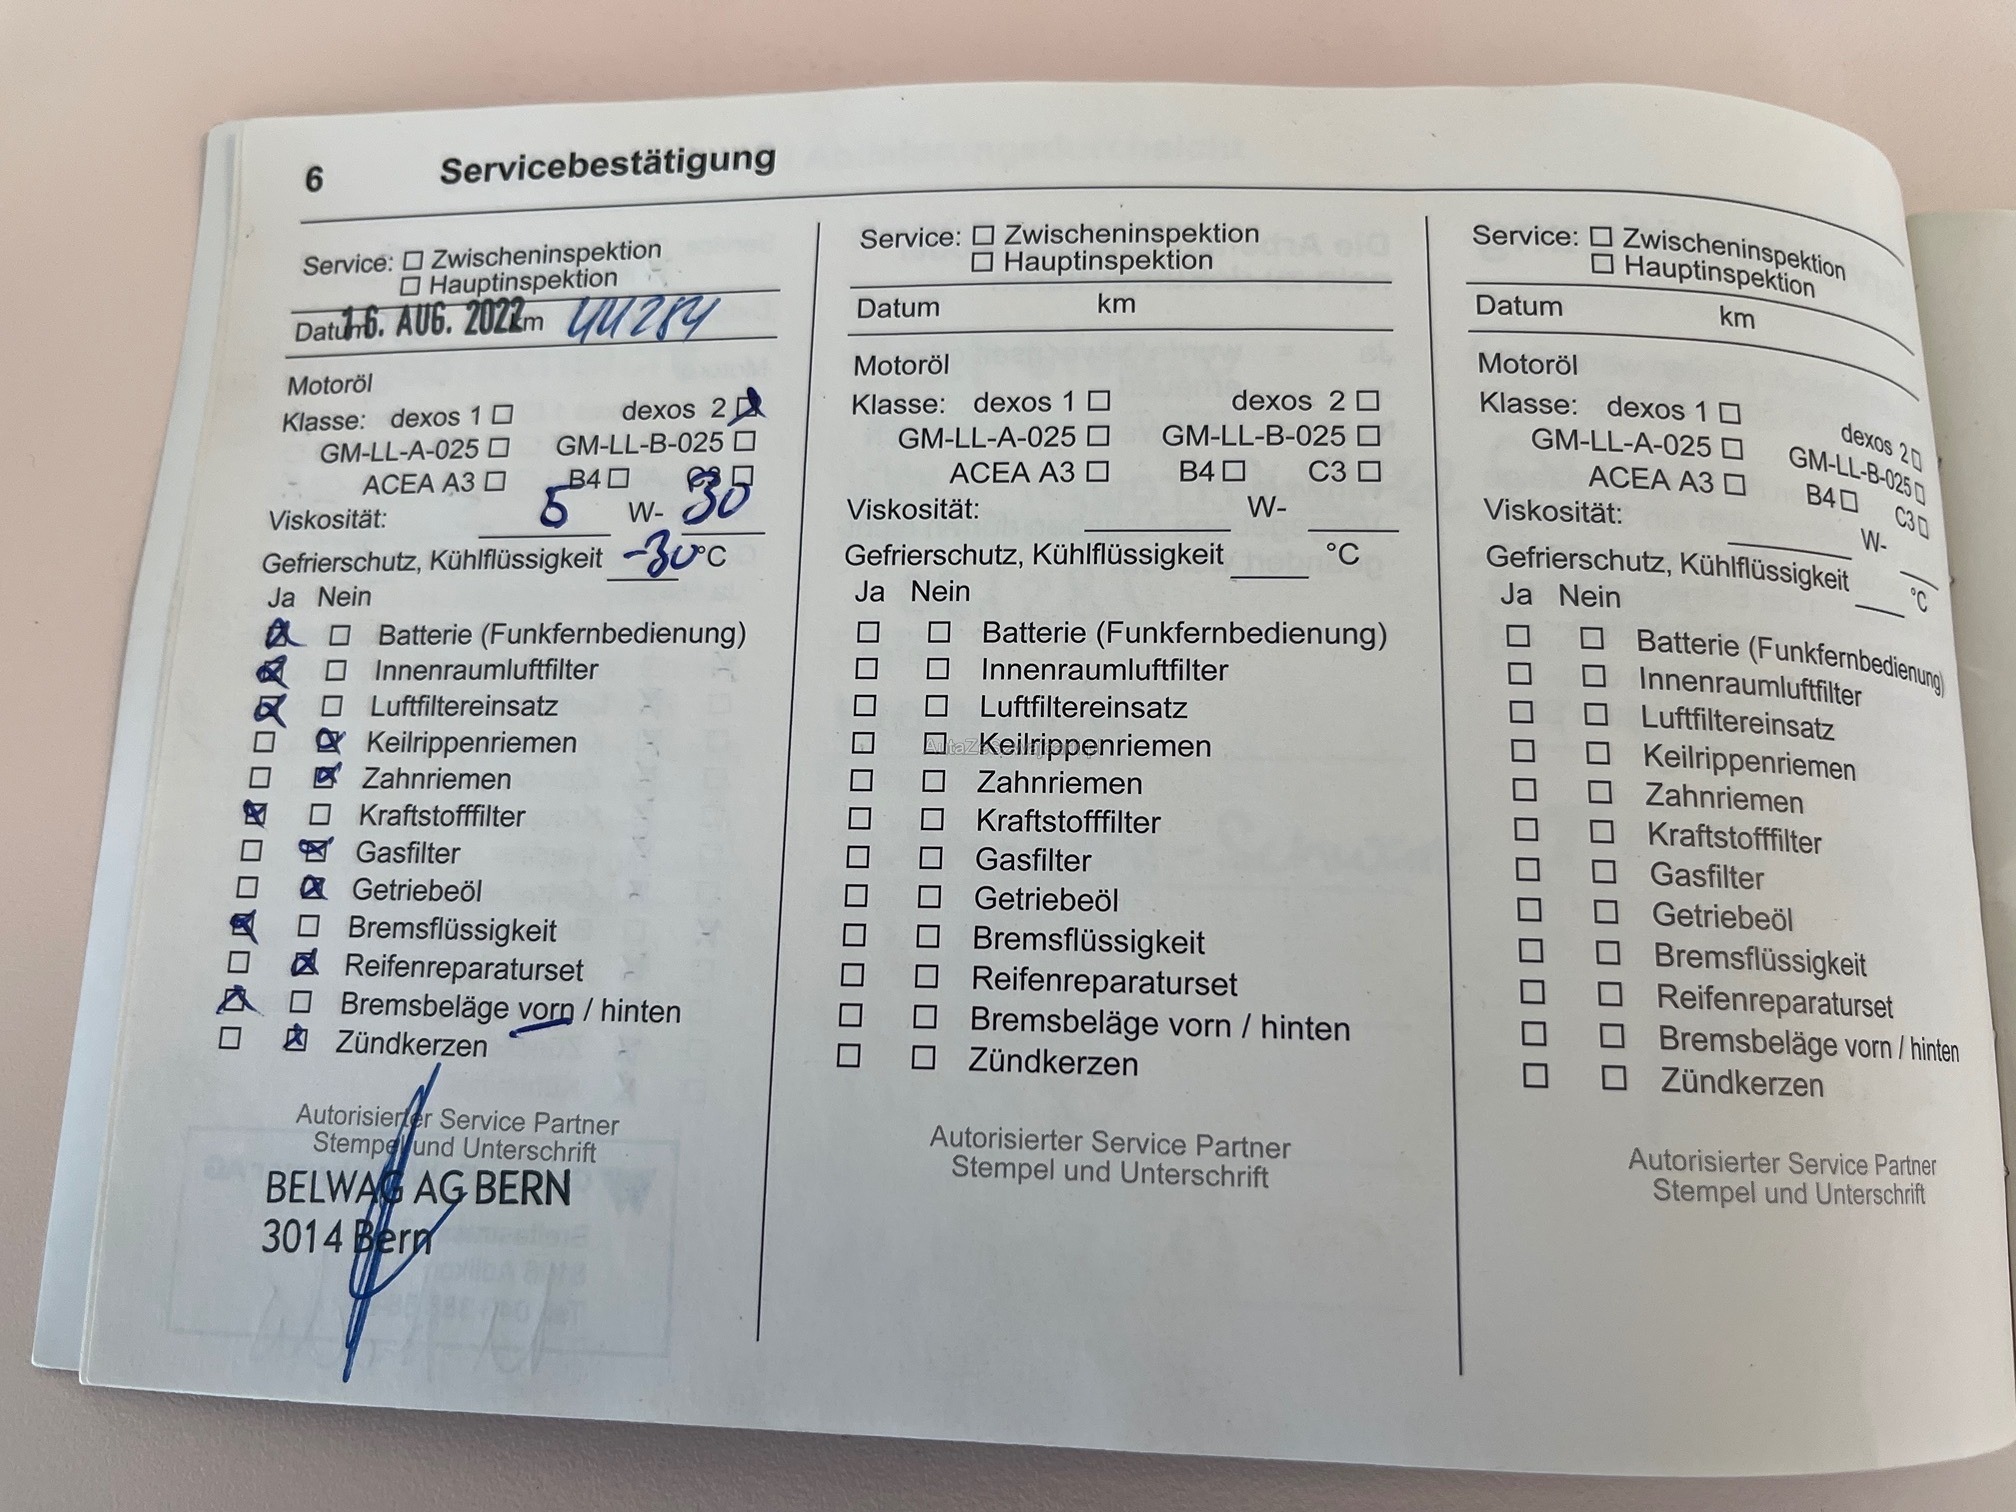 6 Servicebestätigung
Service: ☐ Zwischeninspektion
☐ Hauptinspektion
Datum 16. AUG. 2022 km 44284
Motoröl
Klasse: dexos 1 ☐ dexos 2 ☒
GM-LL-A-025 ☐ GM-LL-B-025 ☐
ACEA A3 ☐ B4 ☐ C3 ☐
Viskosität: 5 W- 30
Gefrierschutz, Kühlflüssigkeit -30 °C
Ja Nein
☒ ☐ Batterie (Funkfernbedienung)
☒ ☐ Innenraumluftfilter
☒ ☐ Luftfiltereinsatz
☐ ☒ Keilrippenriemen
☐ ☒ Zahnriemen
☒ ☐ Kraftstofffilter
☐ ☒ Gasfilter
☐ ☒ Getriebeöl
☒ ☐ Bremsflüssigkeit
☐ ☒ Reifenreparaturset
☒ ☐ Bremsbeläge vorn / hinten
☐ ☒ Zündkerzen
Autorisierter Service Partner
Stempel und Unterschrift
BELWAG AG BERN
3014 Bern
Service: ☐ Zwischeninspektion
☐ Hauptinspektion
Datum km
Motoröl
Klasse: dexos 1 ☐ dexos 2 ☐
GM-LL-A-025 ☐ GM-LL-B-025 ☐
ACEA A3 ☐ B4 ☐ C3 ☐
Viskosität: W-
Gefrierschutz, Kühlflüssigkeit °C
Ja Nein
☐ ☐ Batterie (Funkfernbedienung)
☐ ☐ Innenraumluftfilter
☐ ☐ Luftfiltereinsatz
☐ ☐ Keilrippenriemen
☐ ☐ Zahnriemen
☐ ☐ Kraftstofffilter
☐ ☐ Gasfilter
☐ ☐ Getriebeöl
☐ ☐ Bremsflüssigkeit
☐ ☐ Reifenreparaturset
☐ ☐ Bremsbeläge vorn / hinten
☐ ☐ Zündkerzen
Autorisierter Service Partner
Stempel und Unterschrift
Service: ☐ Zwischeninspektion
☐ Hauptinspektion
Datum km
Motoröl
Klasse: dexos 1 ☐ dexos 2 ☐
GM-LL-A-025 ☐ GM-LL-B-025 ☐
ACEA A3 ☐ B4 ☐ C3 ☐
Viskosität: W-
Gefrierschutz, Kühlflüssigkeit °C
Ja Nein
☐ ☐ Batterie (Funkfernbedienung)
☐ ☐ Innenraumluftfilter
☐ ☐ Luftfiltereinsatz
☐ ☐ Keilrippenriemen
☐ ☐ Zahnriemen
☐ ☐ Kraftstofffilter
☐ ☐ Gasfilter
☐ ☐ Getriebeöl
☐ ☐ Bremsflüssigkeit
☐ ☐ Reifenreparaturset
☐ ☐ Bremsbeläge vorn / hinten
☐ ☐ Zündkerzen
Autorisierter Service Partner
Stempel und Unterschrift